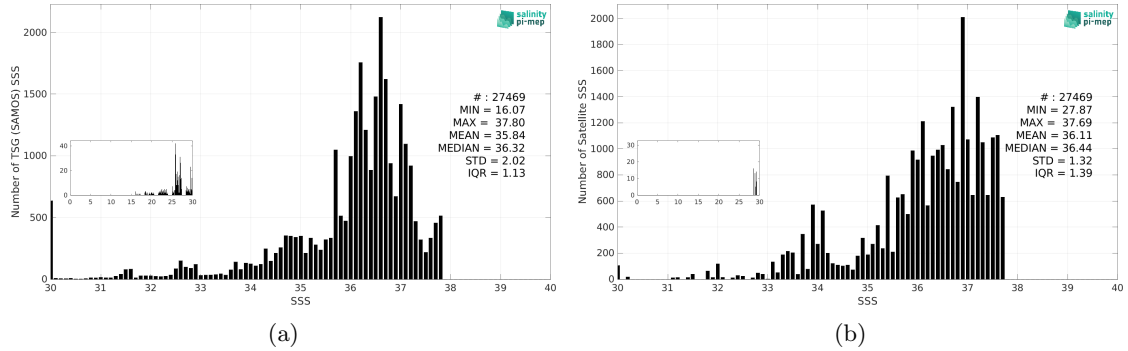 salinity
pi-mep
Number of TSG (SAMOS) SSS
2000
1500
1000
500
0
# : 27469
MIN = 16.07
MAX = 37.80
MEAN = 35.84
MEDIAN = 36.32
STD = 2.02
IQR = 1.13
40
20
0
0 5 10 15 20 25 30
30 31 32 33 34 35 36 37 38 39 40
SSS
(a)
salinity
pi-mep
Number of Satellite SSS
2000
1800
1600
1400
1200
1000
800
600
400
200
0
# : 27469
MIN = 27.87
MAX = 37.69
MEAN = 36.11
MEDIAN = 36.44
STD = 1.32
IQR = 1.39
30
20
10
0
0 5 10 15 20 25 30
30 31 32 33 34 35 36 37 38 39 40
SSS
(b)